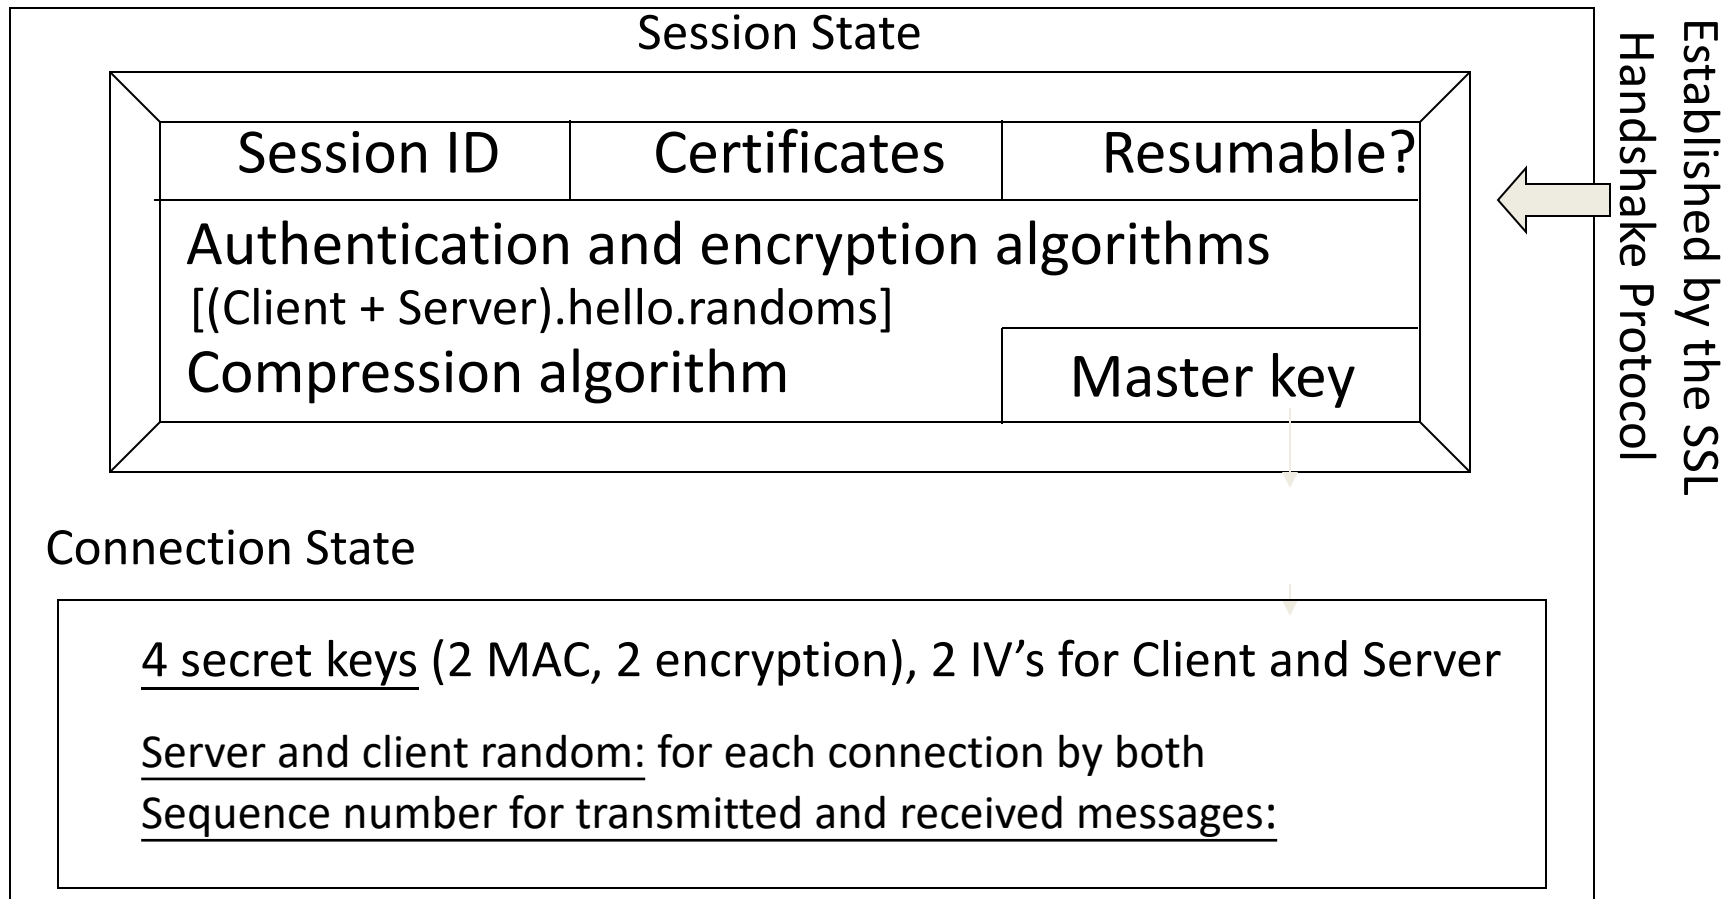 Session State
Session ID Certificates Resumable?
Authentication and encryption algorithms
[(Client + Server).hello.randoms]
Compression algorithm
Master key
Established by the SSL
Handshake Protocol
Connection State
4 secret keys (2 MAC, 2 encryption), 2 IV’s for Client and Server
Server and client random: for each connection by both
Sequence number for transmitted and received messages: